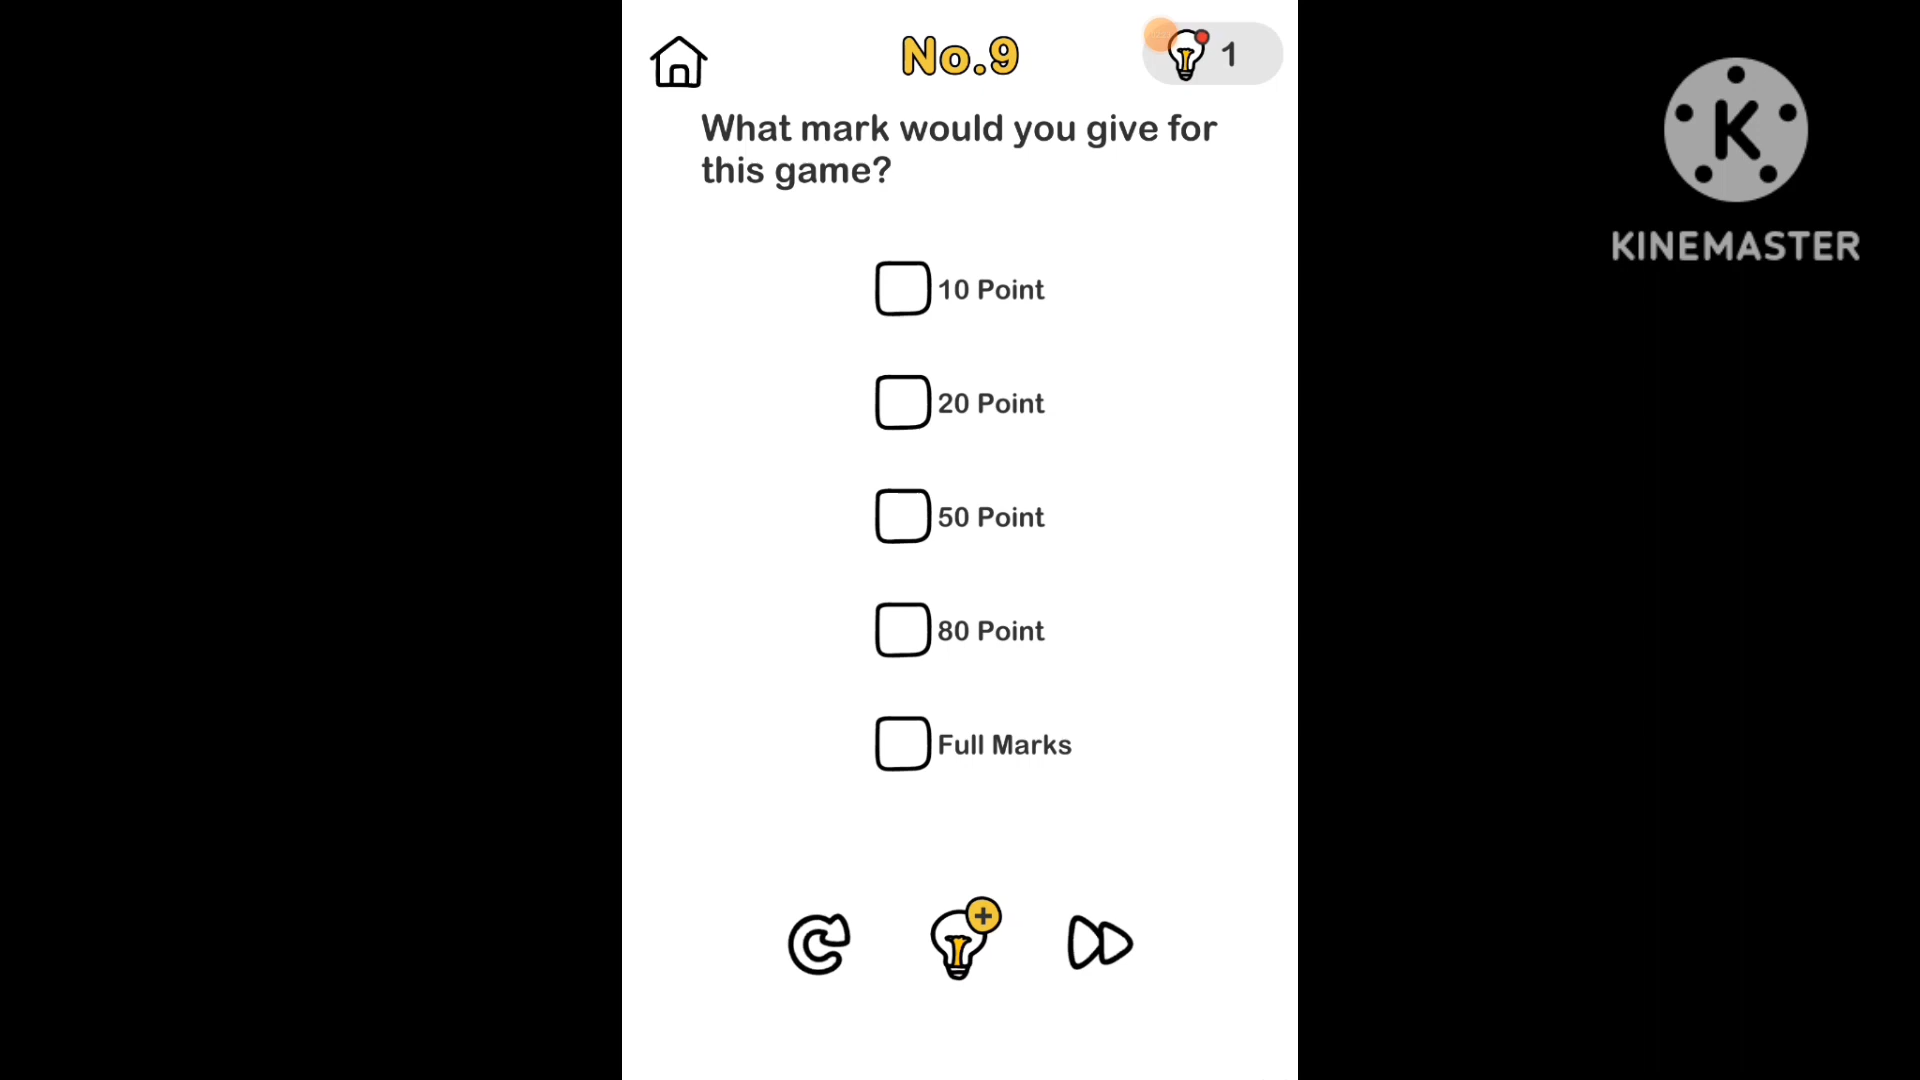 No.9
1
What mark would you give for
this game?
10 Point
20 Point
50 Point
80 Point
Full Marks
K
KINEMASTER